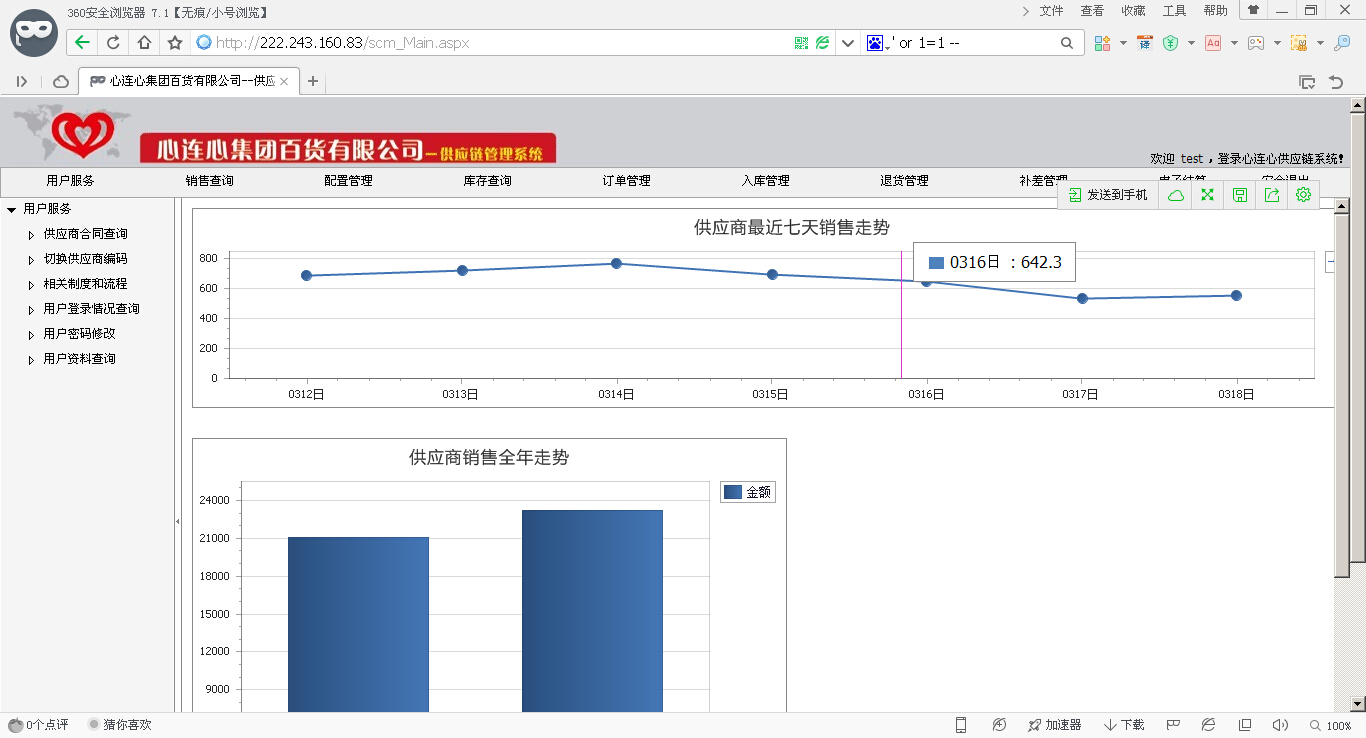 360安全浏览器 7.1【无痕/小号浏览】
文件 查看 收藏 工具 帮助
http://222.243.160.83/scm_Main.aspx
' or 1=1 --
心连心集团百货有限公司--供应
心连心集团百货有限公司—供应链管理系统
欢迎 test , 登录心连心供应链系统!
用户服务 销售查询 配置管理 库存查询 订单管理 入库管理 退货管理 补差管理 电子结算 安全退出
发送到手机
用户服务
供应商合同查询
切换供应商编码
相关制度和流程
用户登录情况查询
用户密码修改
用户资料查询
供应商最近七天销售走势
0316日 : 642.3
800
600
400
200
0
0312日 0313日 0314日 0315日 0316日 0317日 0318日
供应商销售全年走势
金额
24000
21000
18000
15000
12000
9000
0个点评 猜你喜欢
加速器 下载 100%